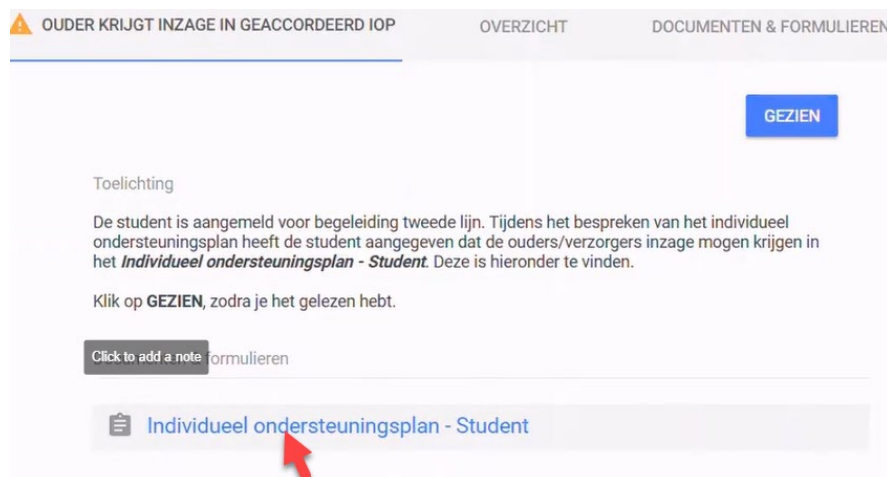 OUDER KRIJGT INZAGE IN GEACCORDEERD IOP
OVERZICHT
DOCUMENTEN & FORMULIEREN
GEZIEN
Toelichting
De student is aangemeld voor begeleiding tweede lijn. Tijdens het bespreken van het individueel
ondersteuningsplan heeft de student aangegeven dat de ouders/verzorgers inzage mogen krijgen in
het Individueel ondersteuningsplan - Student. Deze is hieronder te vinden.
Klik op GEZIEN, zodra je het gelezen hebt.
Click to add a note
formulieren
Individueel ondersteuningsplan - Student